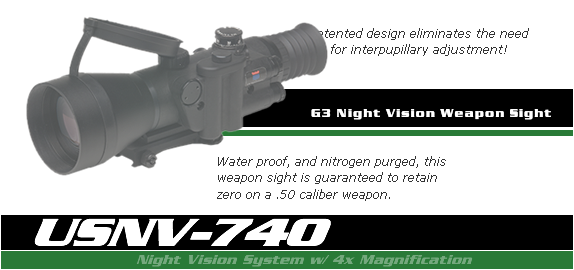 atented design eliminates the need
for interpupillary adjustment!
G3 Night Vision Weapon Sight
Water proof, and nitrogen purged, this
weapon sight is guaranteed to retain
zero on a .50 caliber weapon.
USNV-740
Night Vision System w/ 4x Magnification